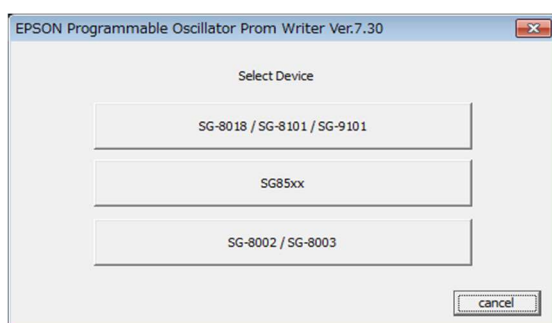 EPSON Programmable Oscillator Prom Writer Ver.7.30
Select Device
SG-8018 / SG-8101 / SG-9101
SG85xx
SG-8002 / SG-8003
cancel